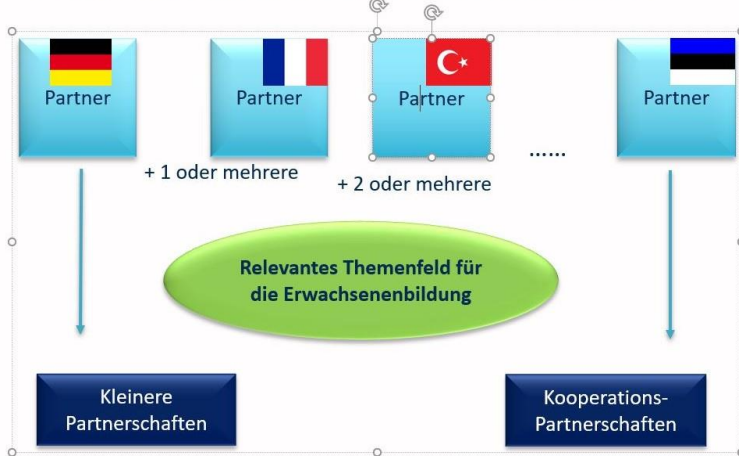 Partner
Partner
Partner
Partner
+ 1 oder mehrere
+ 2 oder mehrere
......
Relevantes Themenfeld für
die Erwachsenenbildung
Kleinere
Partnerschaften
Kooperations-
Partnerschaften